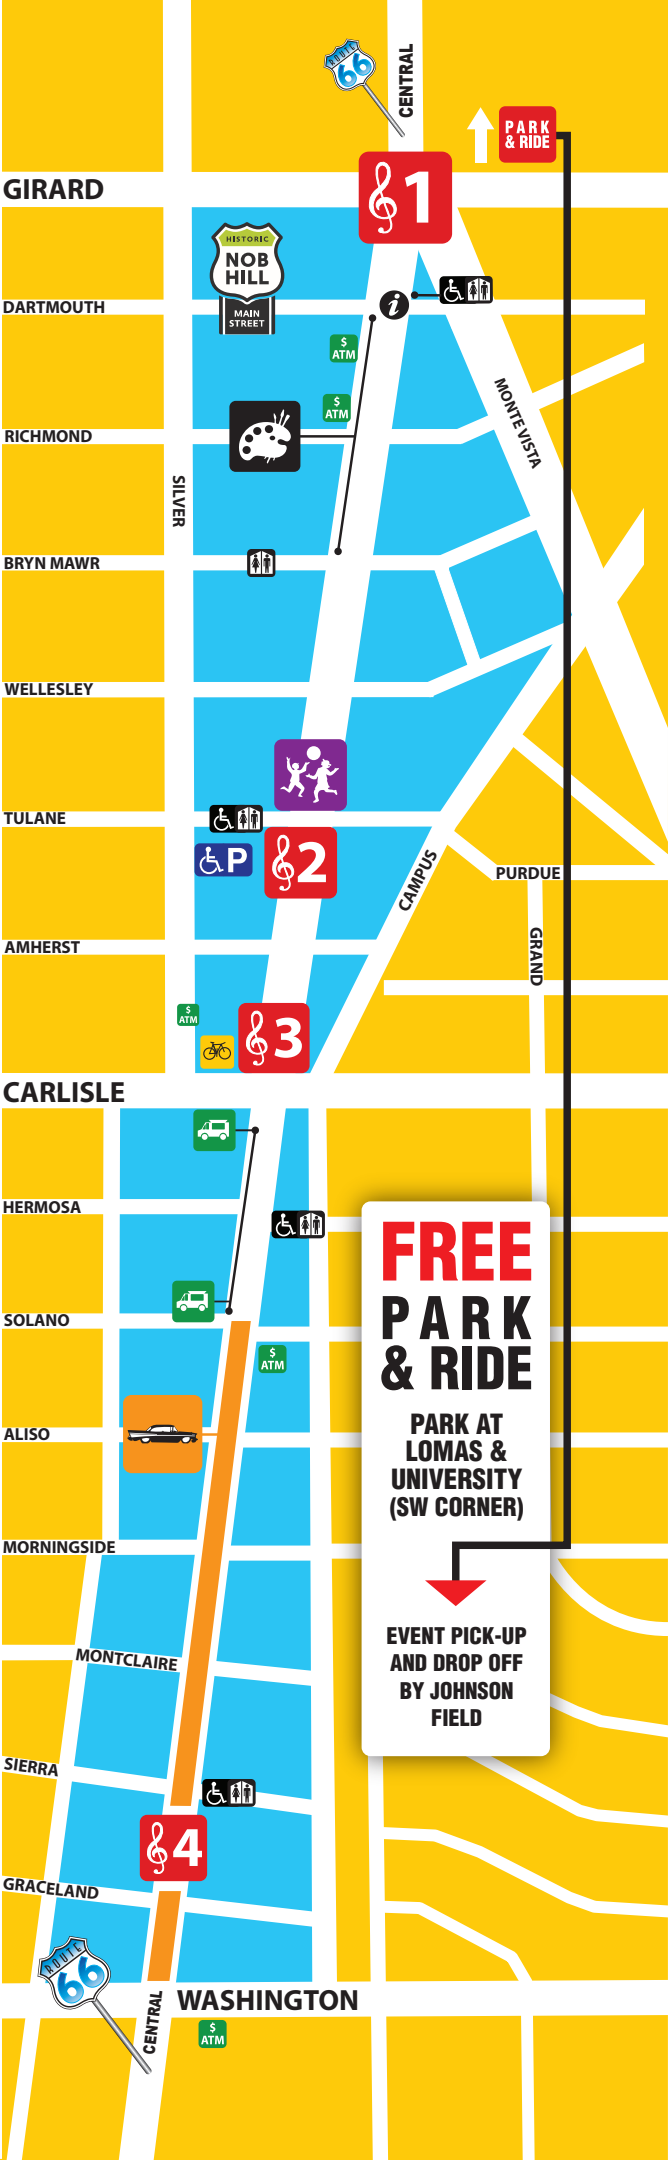 ROUTE
66
CENTRAL
PARK
& RIDE
GIRARD
1
HISTORIC
NOB
HILL
MAIN
STREET
i
DARTMOUTH
$
ATM
$
ATM
MONTE VISTA
RICHMOND
SILVER
BRYN MAWR
WELLESLEY
TULANE
P
2
CAMPUS
PURDUE
GRAND
AMHERST
$
ATM
3
CARLISLE
HERMOSA
FREE
PARK
& RIDE
PARK AT
LOMAS &
UNIVERSITY
(SW CORNER)
EVENT PICK-UP
AND DROP OFF
BY JOHNSON
FIELD
SOLANO
$
ATM
ALISO
MORNINGSIDE
MONTCLAIRE
SIERRA
4
GRACELAND
ROUTE
66
CENTRAL
WASHINGTON
$
ATM